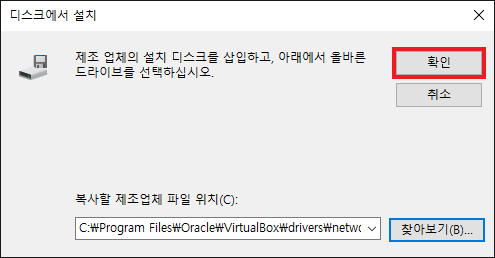 디스크에서 설치
제조 업체의 설치 디스크를 삽입하고, 아래에서 올바른
드라이브를 선택하십시오.
확인
취소
복사할 제조업체 파일 위치(C):
C:₩Program Files₩Oracle₩VirtualBox₩drivers₩netwo
찾아보기(B)...